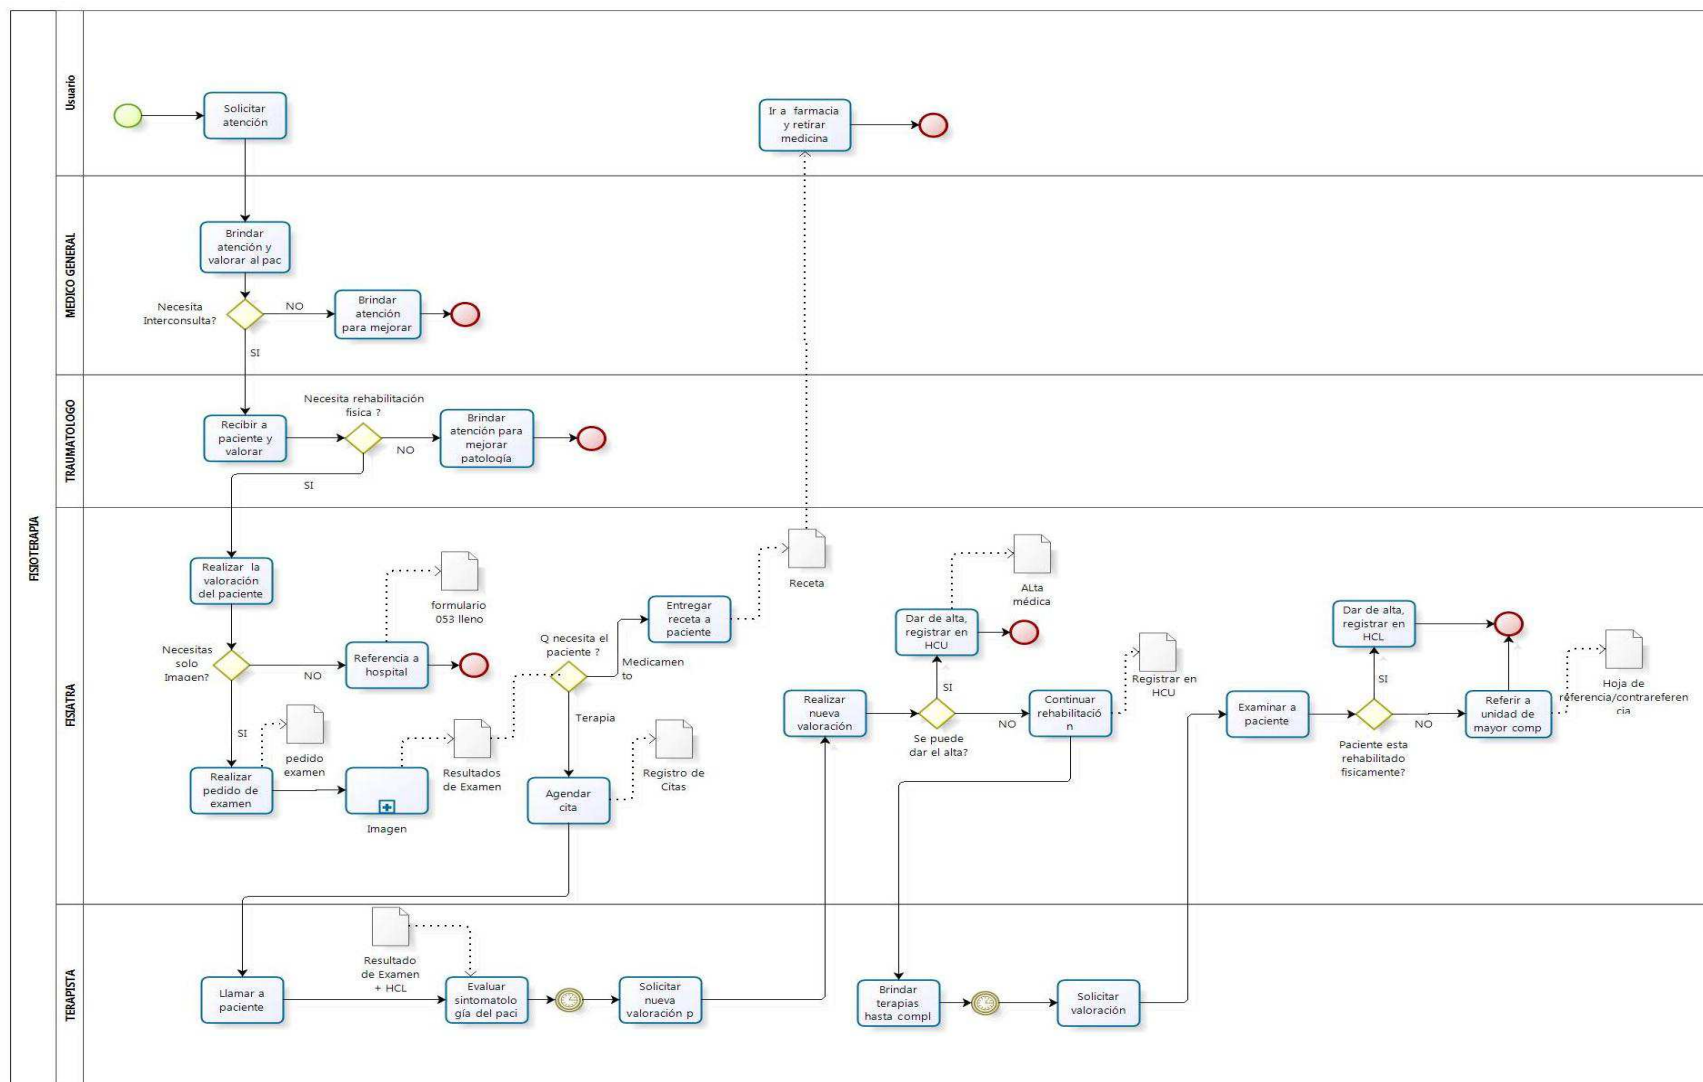 FISIOTERAPIA
Usuario
Solicitar
atención
Ir a farmacia
y retirar
medicina
MEDICO GENERAL
Brindar
atención y
valorar al pac
Necesita
Interconsulta?
NO
Brindar
atención
para mejorar
SI
TRAUMATOLOGO
Recibir a
paciente y
valorar
Necesita rehabilitación
fisica ?
NO
Brindar
atención para
mejorar
patología
SI
FISIATRA
Realizar la
valoración
del paciente
Necesitas
solo
Imagen?
NO
Referencia a
hospital
formulario
053 lleno
SI
Realizar
pedido de
examen
pedido
examen
Imagen
Resultados
de Examen
Q necesita el
paciente ?
Medicamen
to
Entregar
receta a
paciente
Receta
Terapia
Agendar
cita
Registro de
Citas
Realizar
nueva
valoración
Se puede
dar el alta?
SI
Dar de alta,
registrar en
HCU
ALta
médica
NO
Continuar
rehabilitació
n
Registrar en
HCU
Examinar a
paciente
Paciente esta
rehabilitado
fisicamente?
SI
Dar de alta,
registrar en
HCL
NO
Referir a
unidad de
mayor comp
Hoja de
referencia/contrareferen
cia
TERAPISTA
Llamar a
paciente
Resultado
de Examen
+ HCL
Evaluar
sintomatolo
gía del paci
Solicitar
nueva
valoración p
Brindar
terapias
hasta compl
Solicitar
valoración